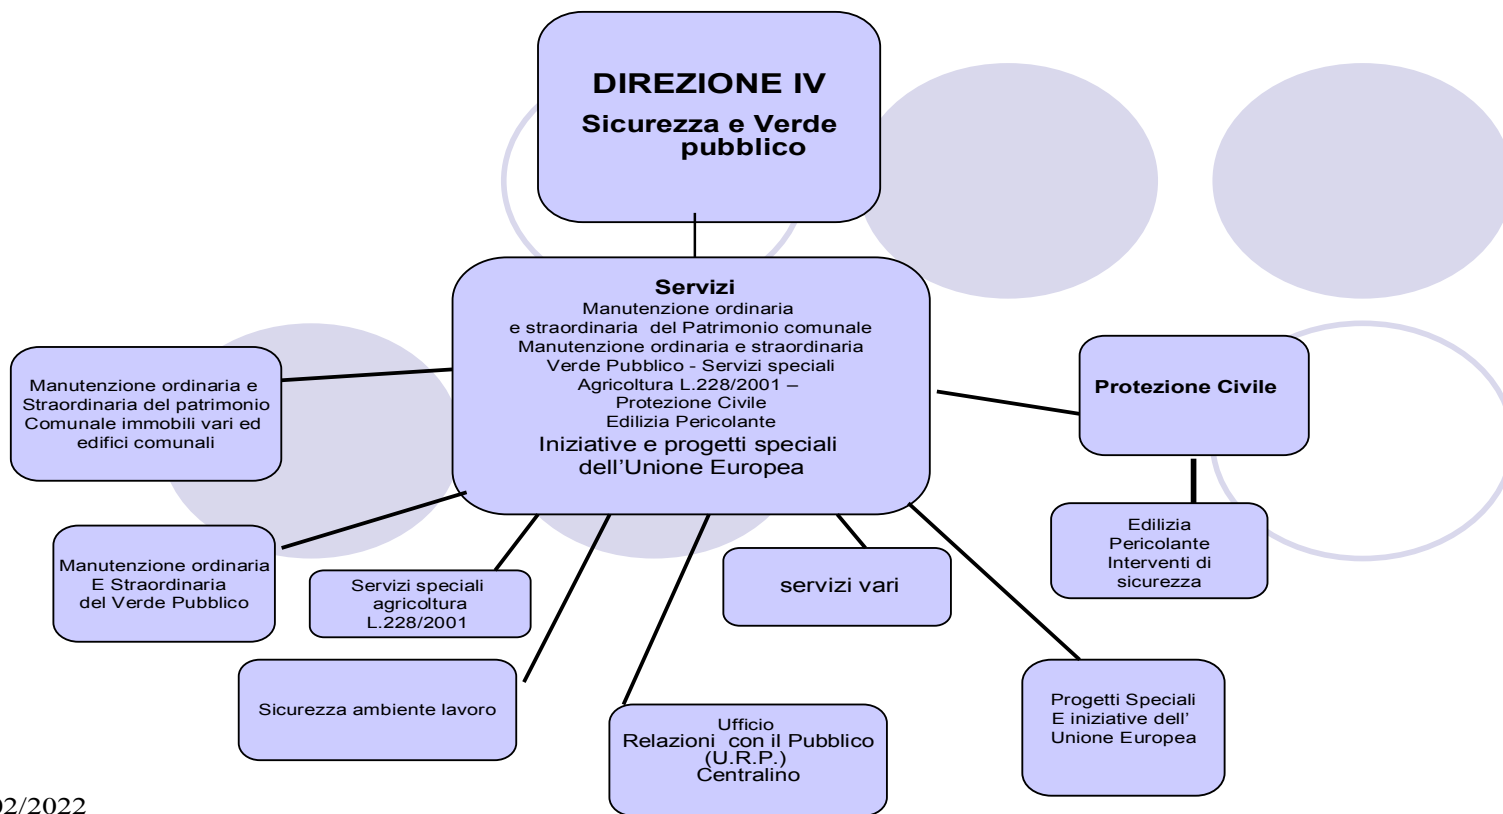 DIREZIONE IV
Sicurezza e Verde
pubblico
Servizi
Manutenzione ordinaria
e straordinaria del Patrimonio comunale
Manutenzione ordinaria e straordinaria
Verde Pubblico - Servizi speciali
Agricoltura L.228/2001 –
Protezione Civile
Edilizia Pericolante
Iniziative e progetti speciali
dell'Unione Europea
Manutenzione ordinaria e
Straordinaria del patrimonio
Comunale immobili vari ed
edifici comunali
Protezione Civile
Manutenzione ordinaria
E Straordinaria
del Verde Pubblico
Servizi speciali
agricoltura
L.228/2001
servizi vari
Edilizia
Pericolante
Interventi di
sicurezza
Sicurezza ambiente lavoro
Ufficio
Relazioni con il Pubblico
(U.R.P.)
Centralino
Progetti Speciali
E iniziative dell'
Unione Europea
02/2022